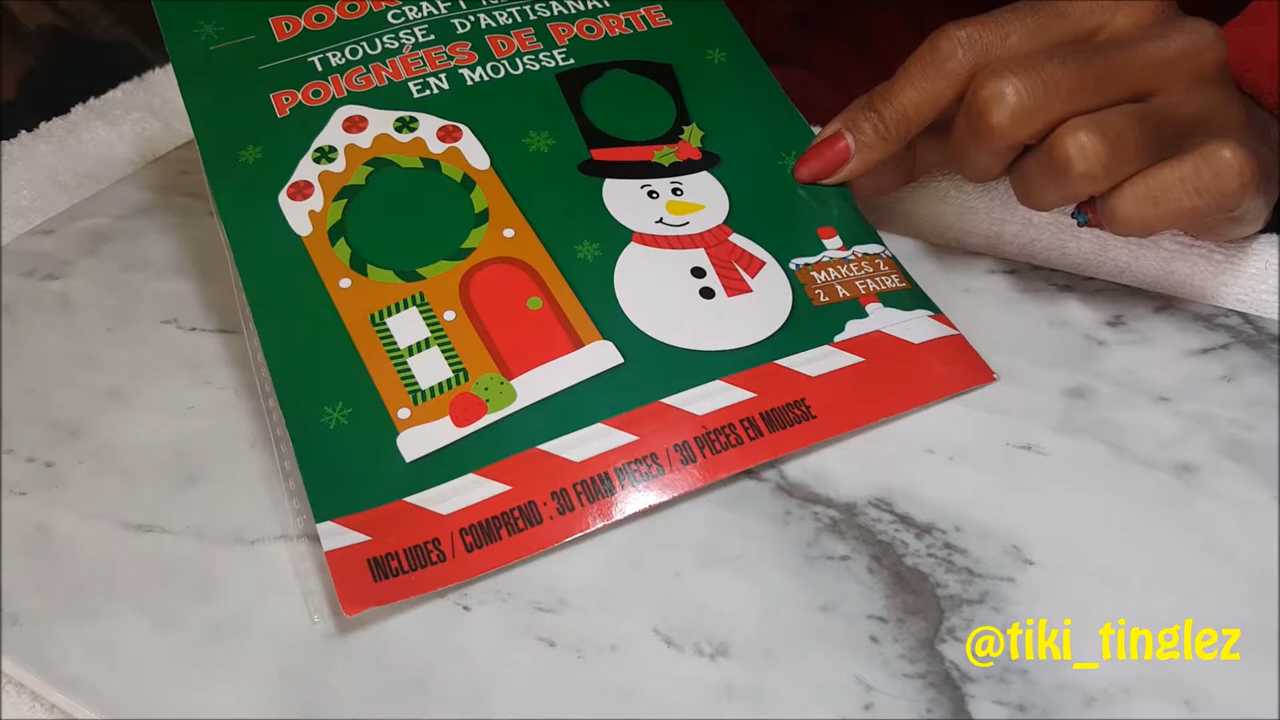 DOOR
CRAFT
TROUSSE D'ARTISANAT
POIGNÉES DE PORTE
EN MOUSSE
MAKES 2
2 À FAIRE
INCLUDES / COMPREND : 30 FOAM PIECES / 30 PIÈCES EN MOUSSE
@tiki_tinglez